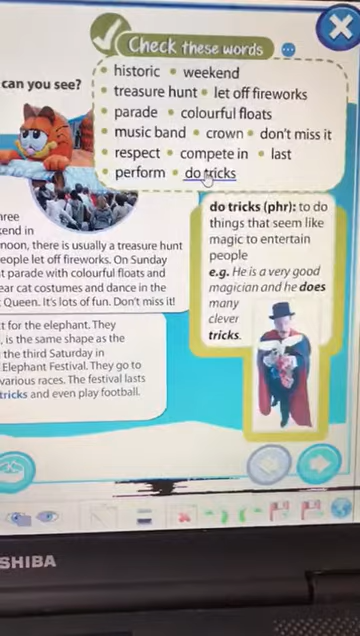 Check these words
can you see?
• historic • weekend
• treasure hunt • let off fireworks
• parade • colourful floats
• music band • crown • don't miss it
• respect • compete in • last
• perform • do tricks
do tricks (phr): to do
things that seem like
magic to entertain
people
e.g. He is a very good
magician and he does
many
clever
tricks.
end in
noon, there is usually a treasure hunt
eople let off fireworks. On Sunday
t parade with colourful floats and
ear cat costumes and dance in the
Queen. It's lots of fun. Don't miss it!
t for the elephant. They
, is the same shape as the
the third Saturday in
Elephant Festival. They go to
various races. The festival lasts
tricks and even play football.
SHIBA